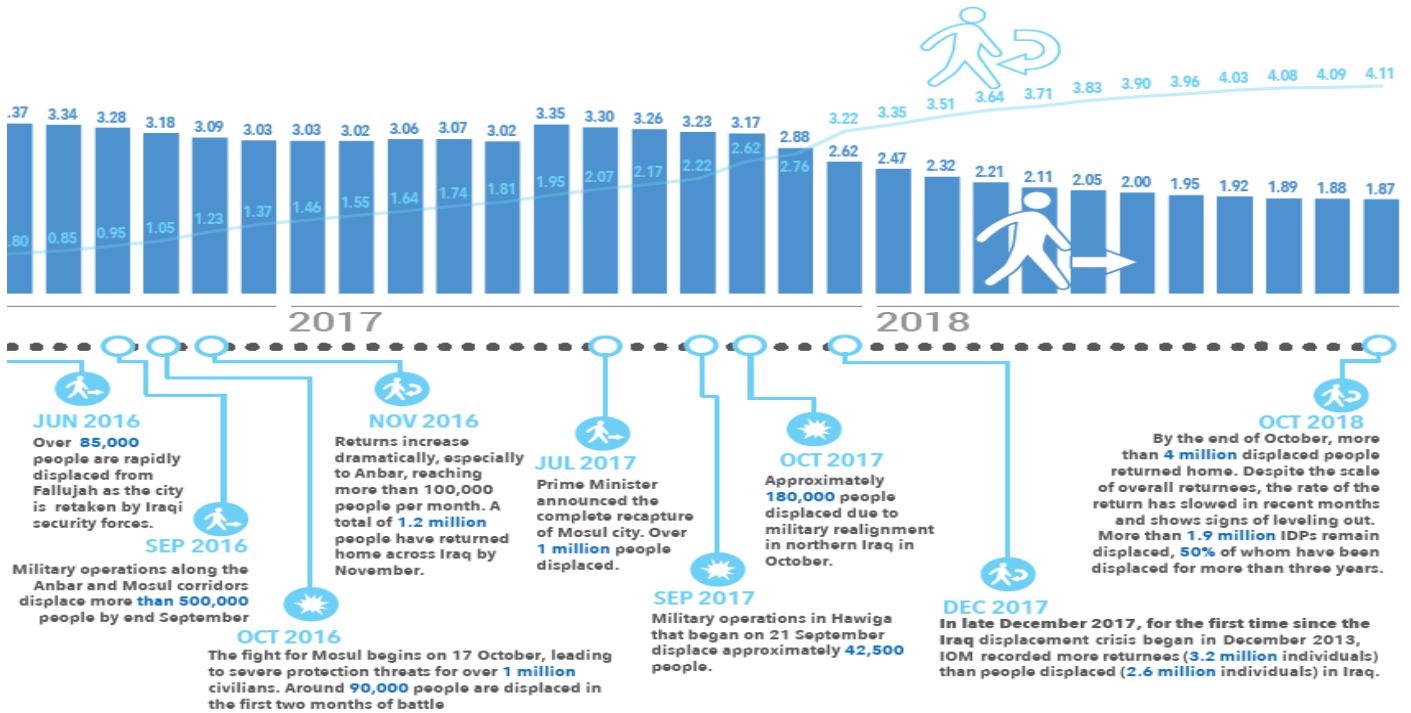 .37 3.34 3.28 3.18 3.09 3.03 3.03 3.02 3.06 3.07 3.02 3.35 3.30 3.26 3.23 3.17 2.88 2.62 2.47 2.32 2.21 2.11 2.05 2.00 1.95 1.92 1.89 1.88 1.87
.80 0.85 0.95 1.05 1.23 1.37 1.46 1.55 1.64 1.74 1.81 1.95 2.07 2.17 2.22 2.62 2.76 3.22 3.35 3.51 3.64 3.71 3.83 3.90 3.96 4.03 4.08 4.09 4.11
2017 2018
JUN 2016
Over 85,000
people are rapidly
displaced from
Fallujah as the city
is retaken by Iraqi
security forces.
SEP 2016
Military operations along the
Anbar and Mosul corridors
displace more than 500,000
people by end September
OCT 2016
The fight for Mosul begins on 17 October, leading
to severe protection threats for over 1 million
civilians. Around 90,000 people are displaced in
the first two months of battle
NOV 2016
Returns increase
dramatically, especially
to Anbar, reaching
more than 100,000
people per month. A
total of 1.2 million
people have returned
home across Iraq by
November.
JUL 2017
Prime Minister
announced the
complete recapture
of Mosul city. Over
1 million people
displaced.
SEP 2017
Military operations in Hawiga
that began on 21 September
displace approximately 42,500
people.
OCT 2017
Approximately
180,000 people
displaced due to
military realignment
in northern Iraq in
October.
DEC 2017
In late December 2017, for the first time since the
Iraq displacement crisis began in December 2013,
IOM recorded more returnees (3.2 million individuals)
than people displaced (2.6 million individuals) in Iraq.
OCT 2018
By the end of October, more
than 4 million displaced people
returned home. Despite the scale
of overall returnees, the rate of the
return has slowed in recent months
and shows signs of leveling out.
More than 1.9 million IDPs remain
displaced, 50% of whom have been
displaced for more than three years.